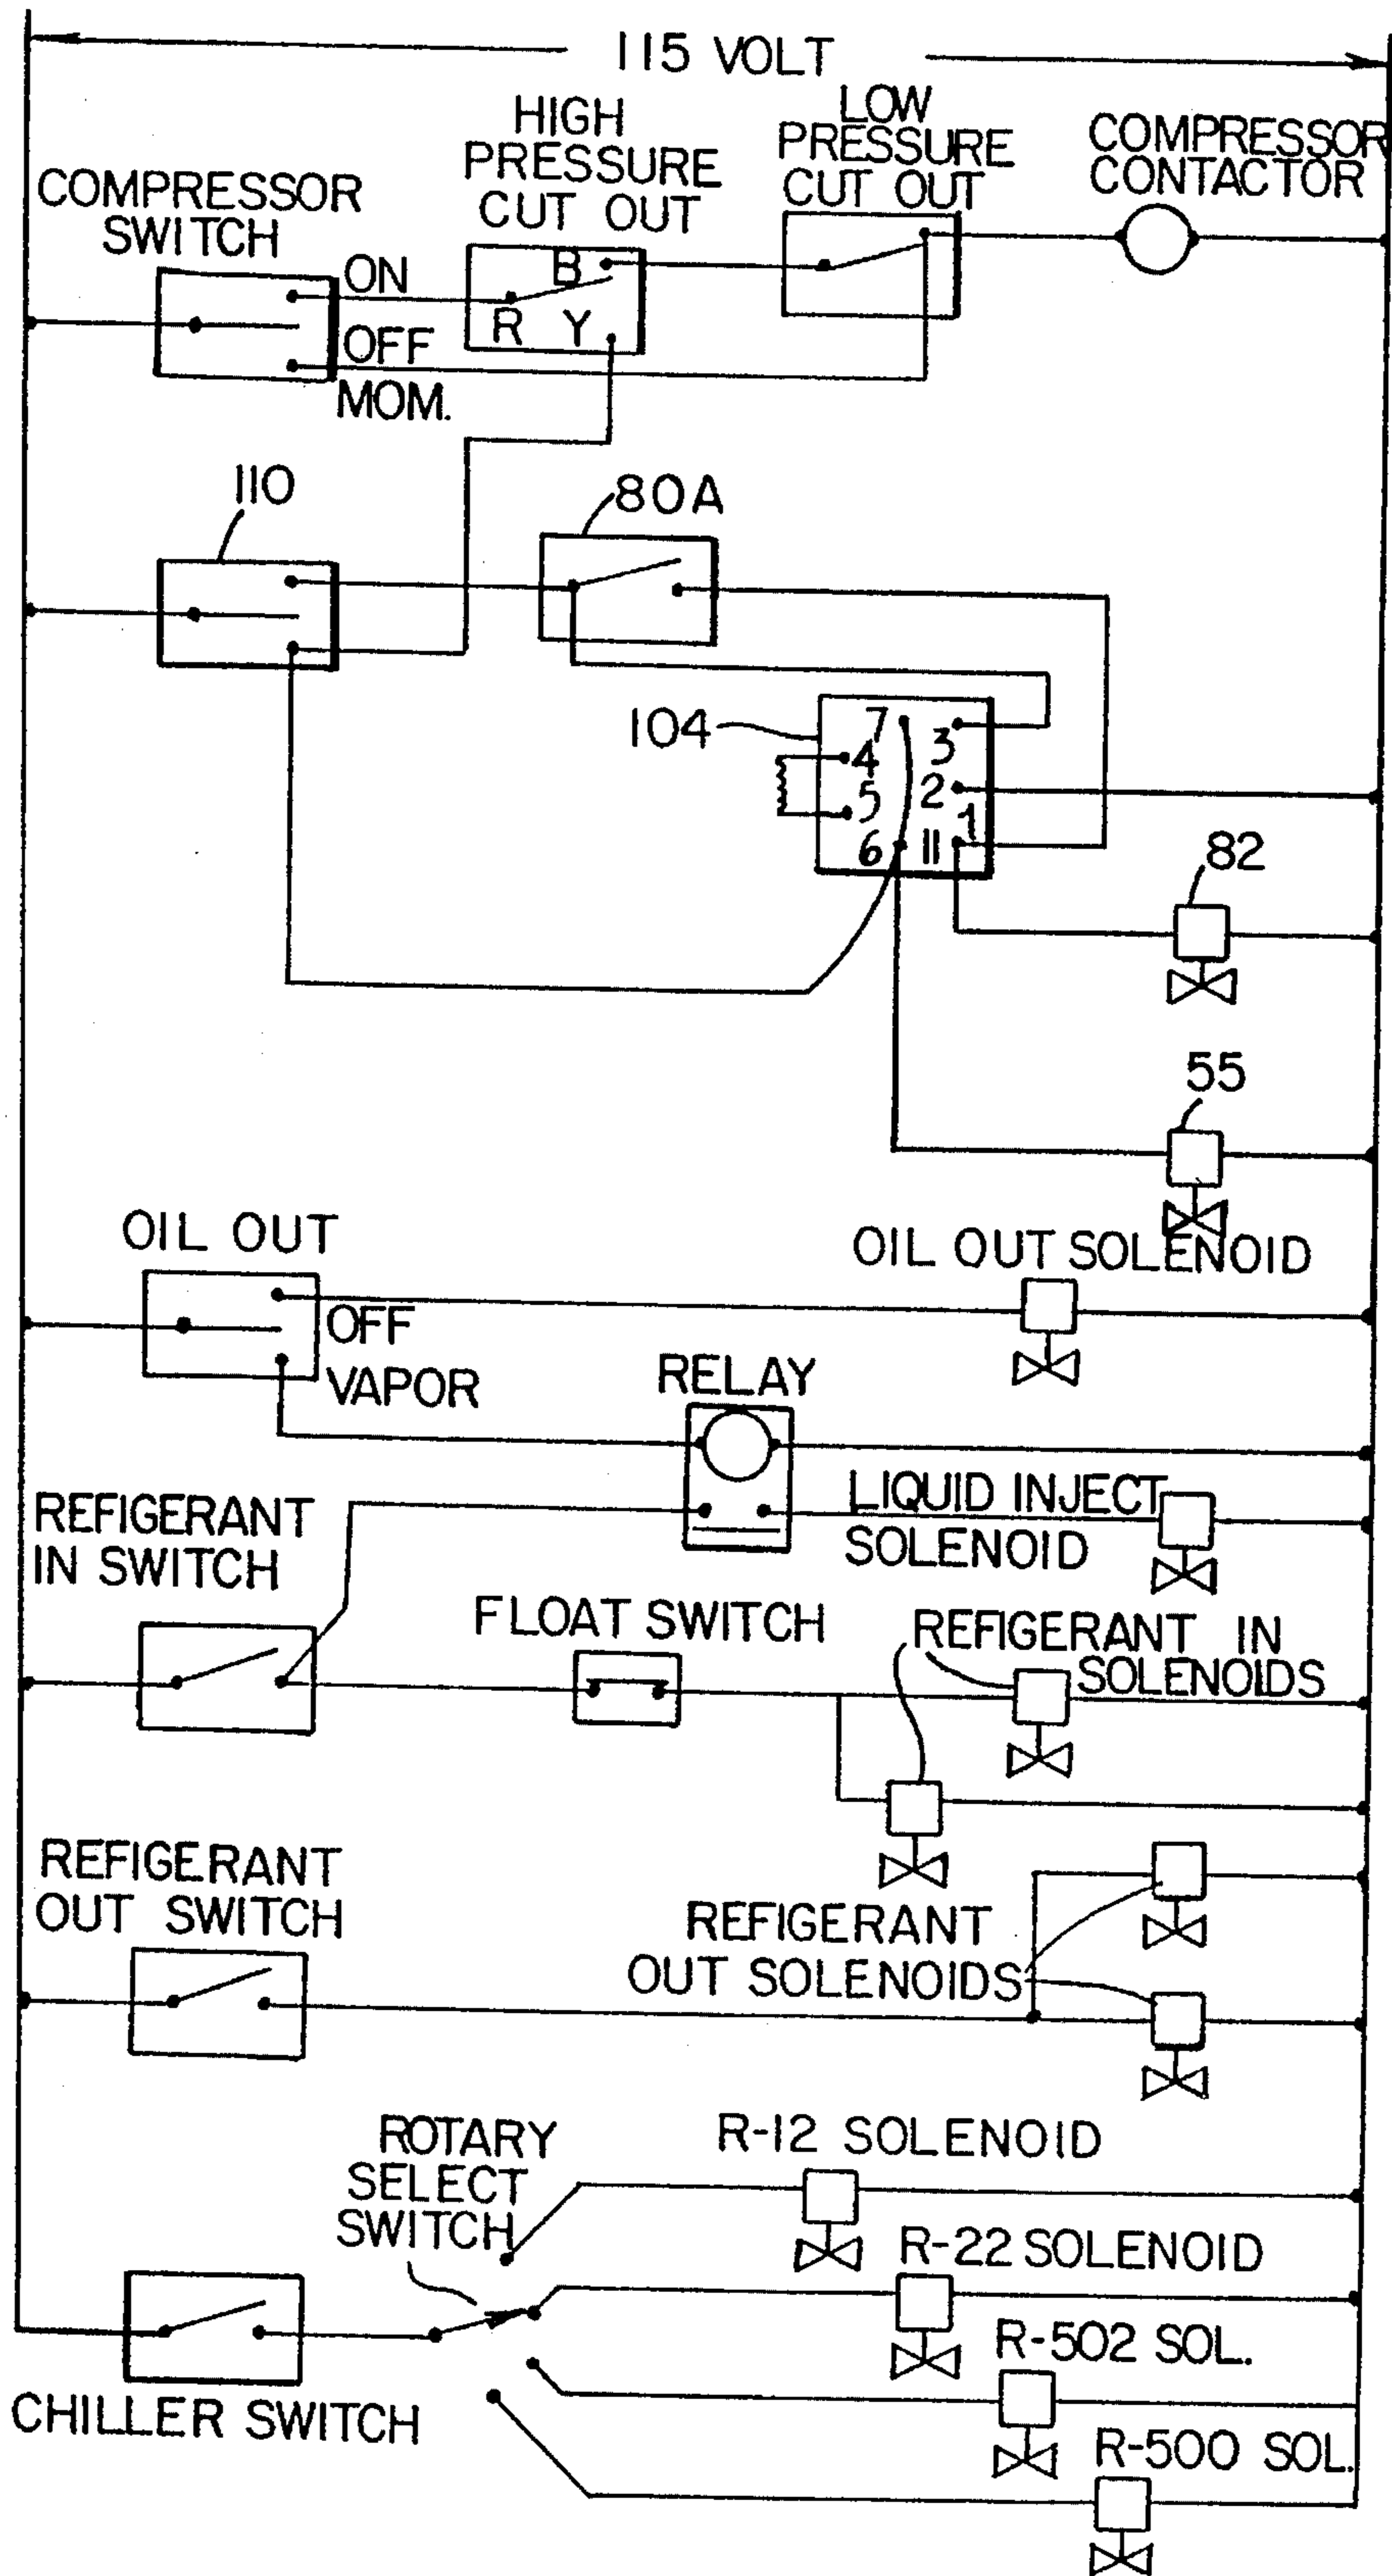 115 VOLT
HIGH
PRESSURE
CUT OUT
LOW
PRESSURE
CUT OUT
COMPRESSOR
CONTACTOR
COMPRESSOR
SWITCH
ON
OFF
MOM.
B
R Y
110
80A
104
7
3
4
2
5
1
6
11
82
55
OIL OUT
OFF
VAPOR
OIL OUT SOLENOID
RELAY
LIQUID INJECT
SOLENOID
REFIGERANT
IN SWITCH
FLOAT SWITCH
REFIGERANT IN
SOLENOIDS
REFIGERANT
OUT SWITCH
REFIGERANT
OUT SOLENOIDS
ROTARY
SELECT
SWITCH
R-12 SOLENOID
R-22 SOLENOID
R-502 SOL.
R-500 SOL.
CHILLER SWITCH